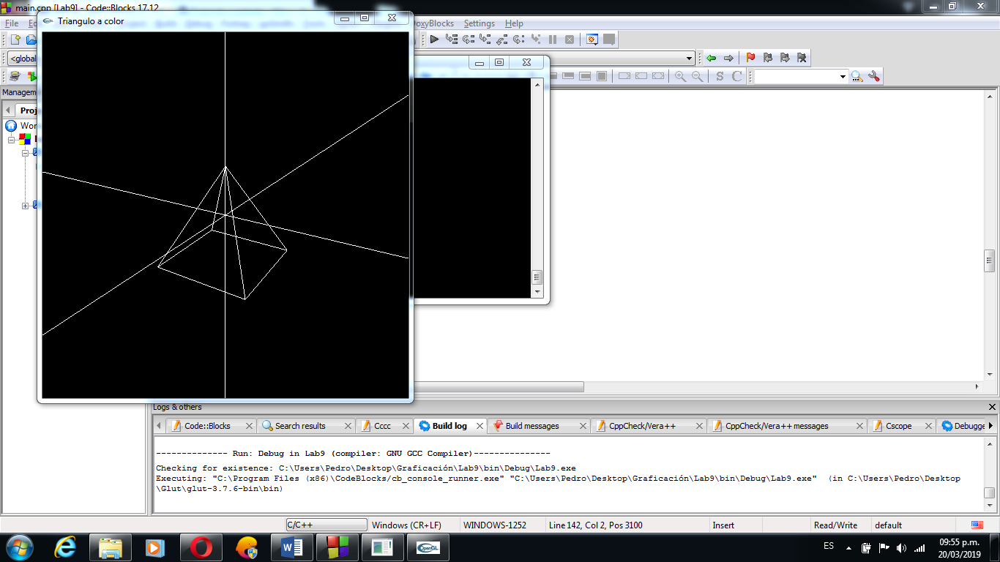 main.cpp [Lab9] - Code::Blocks 17.12
Triangulo a color
File
Settings Help
<global
S C
Managem
Proj
Wor
Logs & others
Code::Blocks Search results Cccc Build log Build messages CppCheck/Vera++ CppCheck/Vera++ messages Cscope Debugge
-------------- Run: Debug in Lab9 (compiler: GNU GCC Compiler)---------------
Checking for existence: C:\Users\Pedro\Desktop\Graficación\Lab9\bin\Debug\Lab9.exe
Executing: "C:\Program Files (x86)\CodeBlocks/cb_console_runner.exe" "C:\Users\Pedro\Desktop\Graficación\Lab9\bin\Debug\Lab9.exe"  (in C:\Users\Pedro\Desktop
\Glut\glut-3.7.6-bin\bin)
C/C++ Windows (CR+LF) WINDOWS-1252 Line 142, Col 2, Pos 3100 Insert Read/Write default
OpenGL
ES
09:55 p.m.
20/03/2019